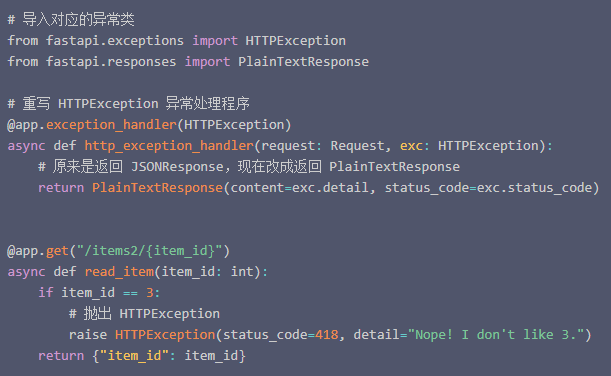 # 导入对应的异常类
from fastapi.exceptions import HTTPException
from fastapi.responses import PlainTextResponse
# 重写 HTTPException 异常处理程序
@app.exception_handler(HTTPException)
async def http_exception_handler(request: Request, exc: HTTPException):
    # 原来是返回 JSONResponse，现在改成返回 PlainTextResponse
    return PlainTextResponse(content=exc.detail, status_code=exc.status_code)
@app.get("/items2/{item_id}")
async def read_item(item_id: int):
    if item_id == 3:
        # 抛出 HTTPException
        raise HTTPException(status_code=418, detail="Nope! I don't like 3.")
    return {"item_id": item_id}